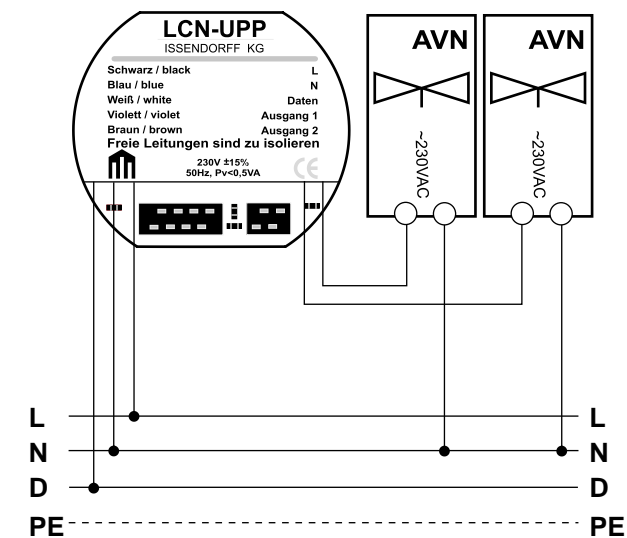 LCN-UPP
ISSENDORFF KG
Schwarz / black L
Blau / blue N
Weiß / white Daten
Violett / violet Ausgang 1
Braun / brown Ausgang 2
Freie Leitungen sind zu isolieren
230V ±15%
50Hz, Pv<0,5VA
CE
AVN
~230VAC
AVN
~230VAC
L L
N N
D D
PE PE